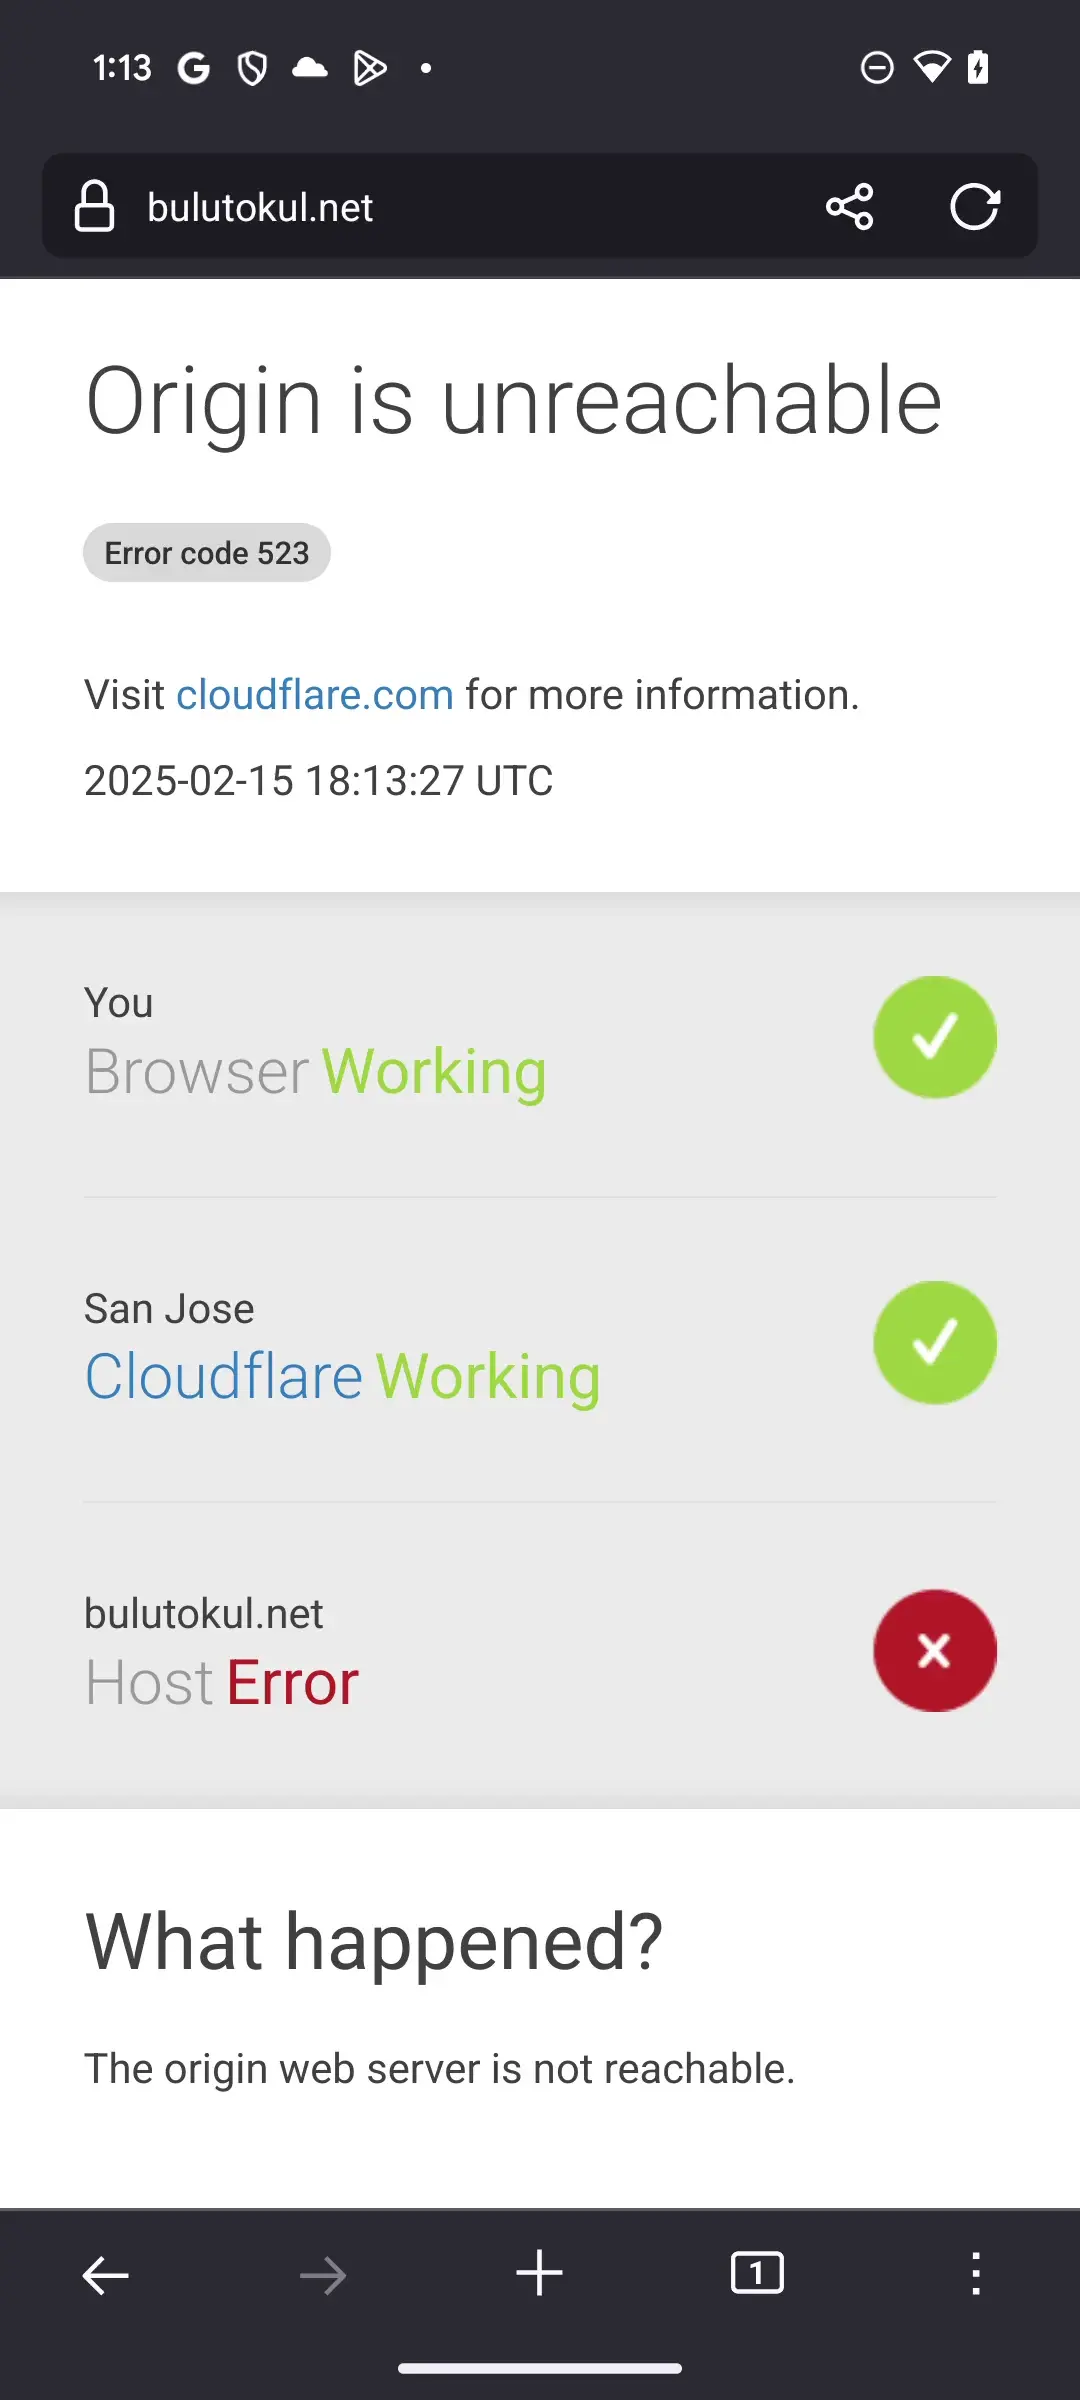 1:13
bulutokul.net
Origin is unreachable
Error code 523
Visit cloudflare.com for more information.
2025-02-15 18:13:27 UTC
You
Browser Working
San Jose
Cloudflare Working
bulutokul.net
Host Error
What happened?
The origin web server is not reachable.
1